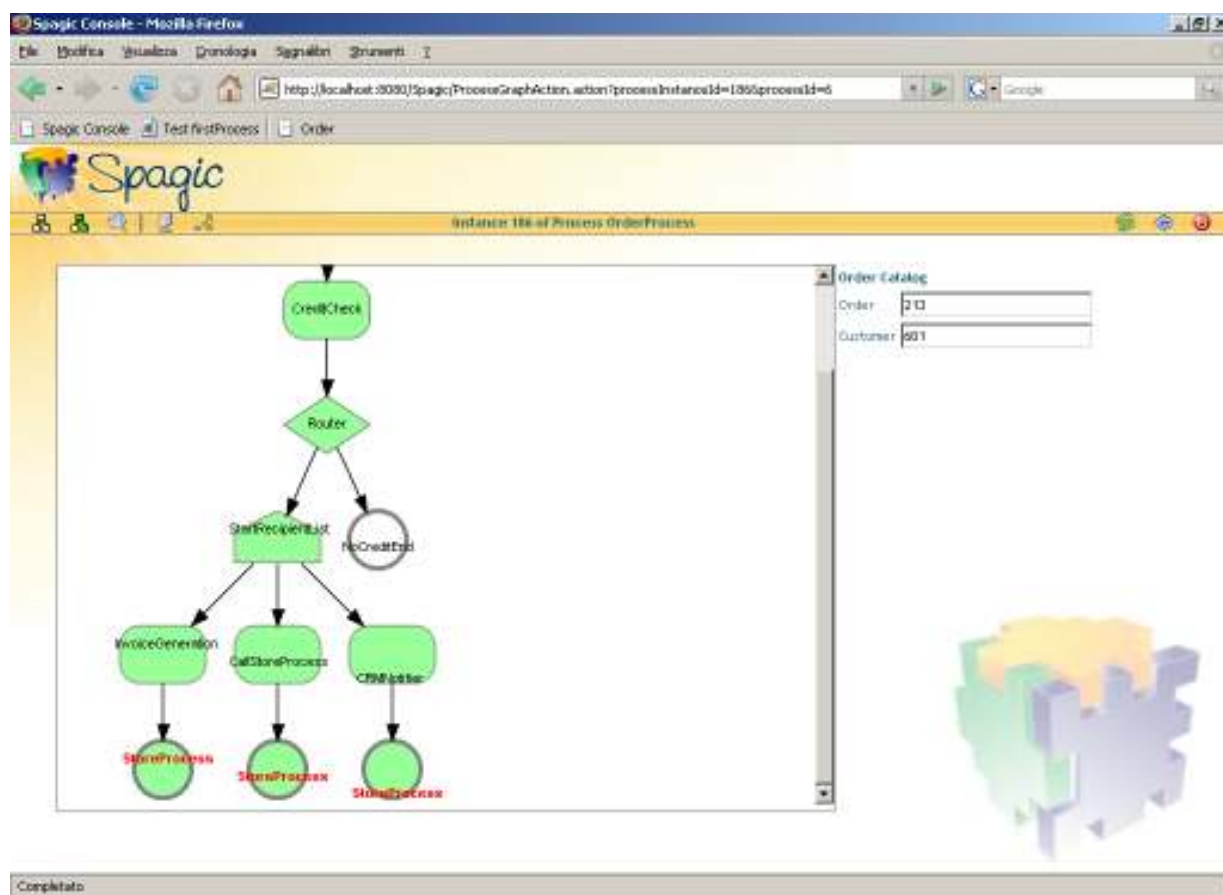 Spagic Console - Mozilla Firefox
File Modifica Visualizza Cronologia Segnalibri Strumenti ?
http://localhost:8080/Spagic/ProcessGraphAction.action?processInstanceId=186&processId=6
Google
Spagic Console Test firstProcess Order
Spagic
Instance 186 of Process OrderProcess
Order Catalog
Order 213
Customer 601
CreditCheck
Router
StartRecipientList
NoCreditEnd
InvoiceGeneration
CallStoreProcess
CRMNotifier
StoreProcess
StoreProcess
StoreProcess
Completato